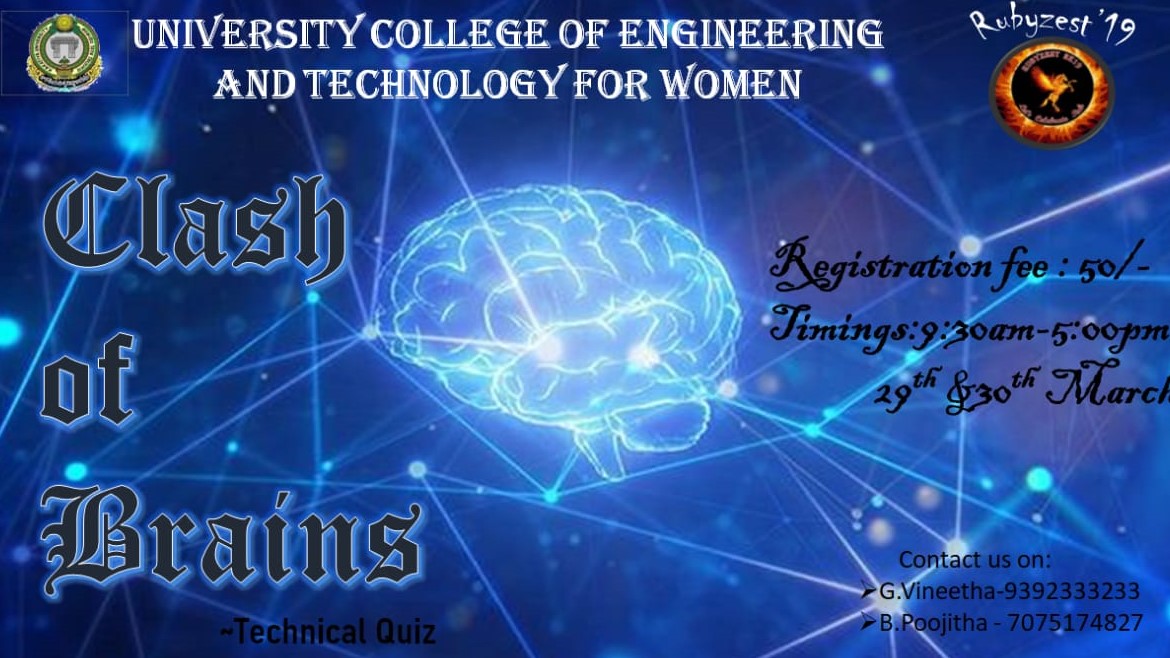 UNIVERSITY COLLEGE OF ENGINEERING
AND TECHNOLOGY FOR WOMEN
Rubyzest'19
Clash
of
Brains
~Technical Quiz
Registration fee : 50/-
Timings:9:30am-5:00pm
29th &30th March
Contact us on:
➢G.Vineetha-9392333233
➢B.Poojitha - 7075174827